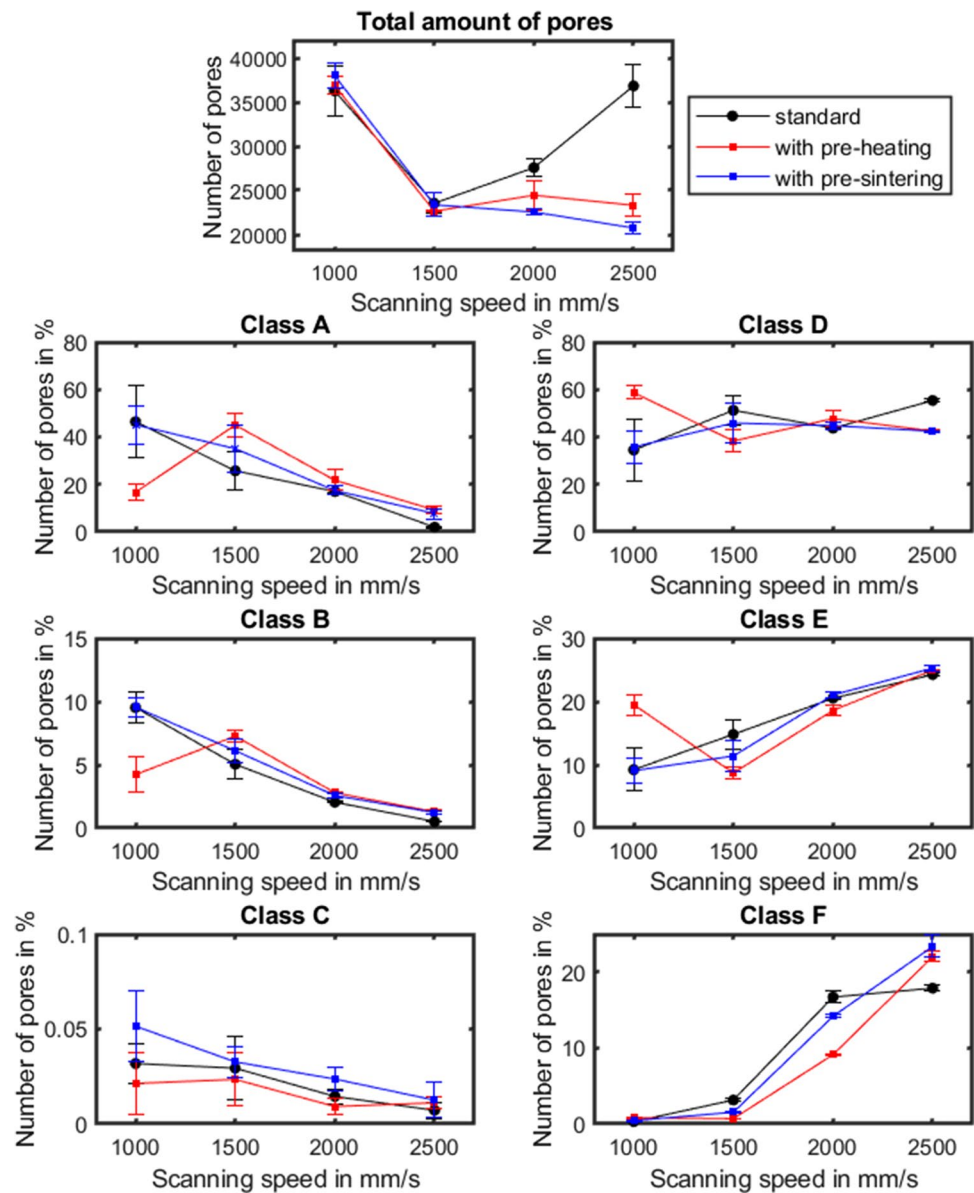 Total amount of pores
Number of pores
40000
35000
30000
25000
20000
1000 1500 2000 2500
Scanning speed in mm/s
standard
with pre-heating
with pre-sintering
Class A
Number of pores in %
80
60
40
20
0
1000 1500 2000 2500
Scanning speed in mm/s
Class D
Number of pores in %
80
60
40
20
0
1000 1500 2000 2500
Scanning speed in mm/s
Class B
Number of pores in %
15
10
5
0
1000 1500 2000 2500
Scanning speed in mm/s
Class E
Number of pores in %
30
20
10
0
1000 1500 2000 2500
Scanning speed in mm/s
Class C
Number of pores in %
0.1
0.05
0
1000 1500 2000 2500
Scanning speed in mm/s
Class F
Number of pores in %
20
10
0
1000 1500 2000 2500
Scanning speed in mm/s